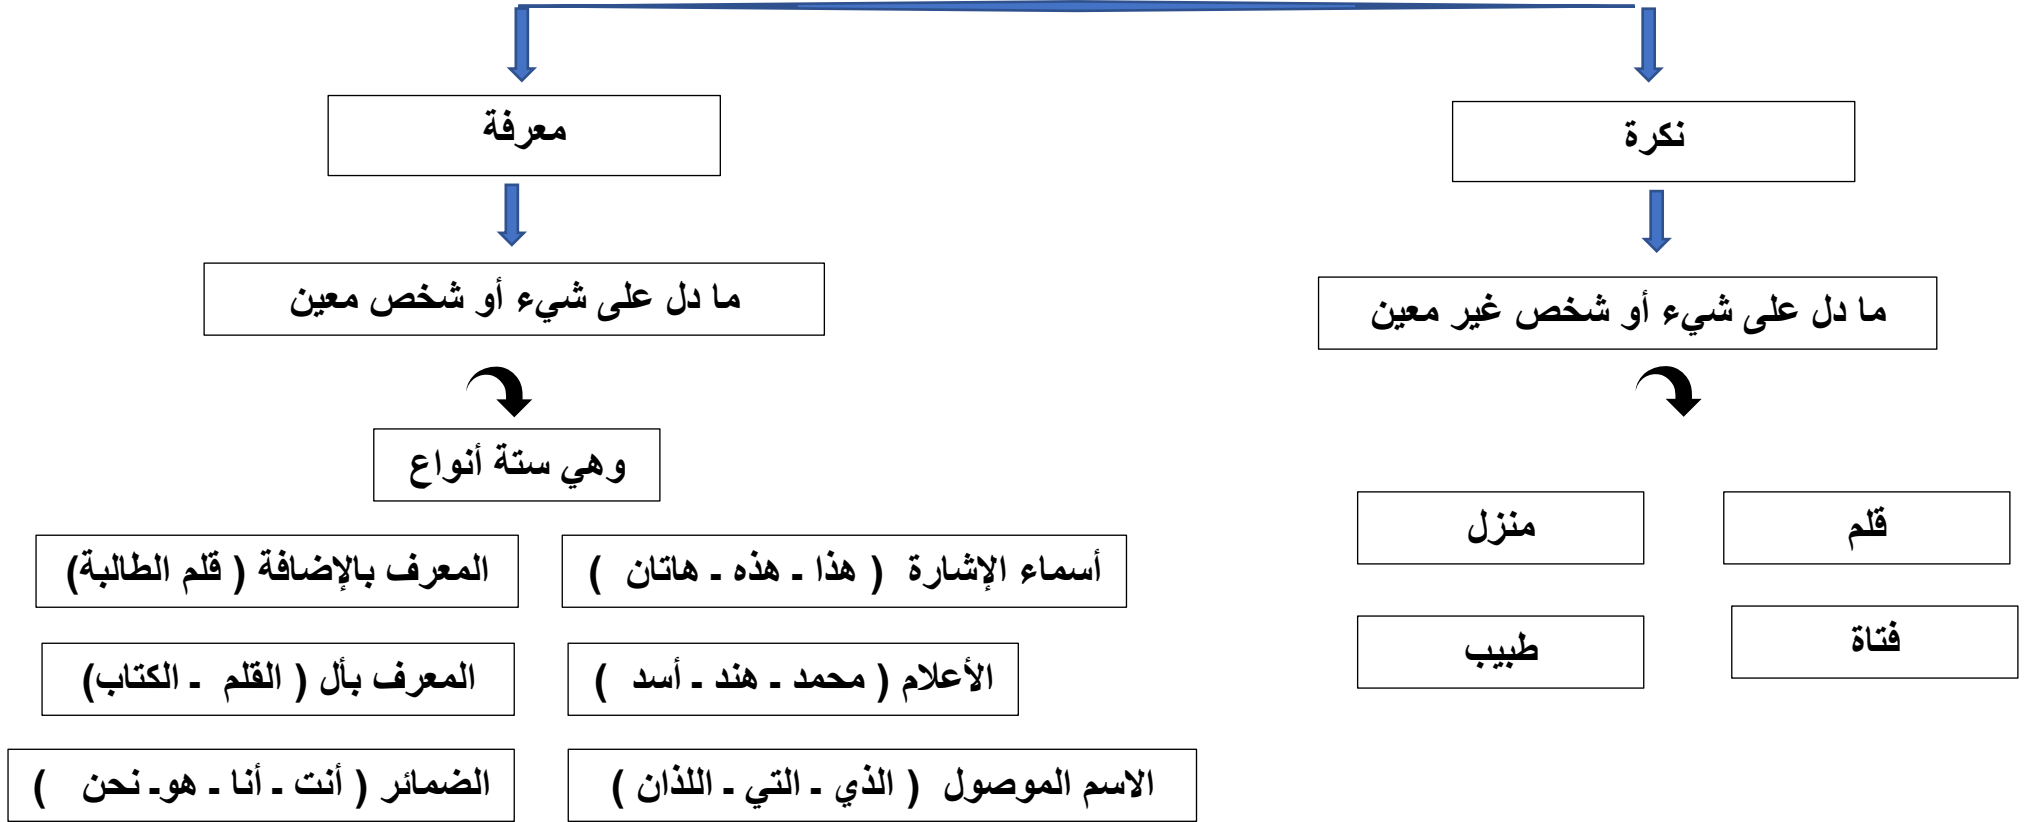 نكرة
معرفة
ما دل على شيء أو شخص غير معين
ما دل على شيء أو شخص معين
وهي ستة أنواع
قلم
منزل
فتاة
طبيب
أسماء الإشارة ( هذا ـ هذه ـ هاتان )
المعرف بالإضافة ( قلم الطالبة)
الأعلام ( محمد ـ هند ـ أسد )
المعرف بأل ( القلم ـ الكتاب)
الاسم الموصول ( الذي ـ التي ـ اللذان )
الضمائر ( أنت ـ أنا ـ هوـ نحن )